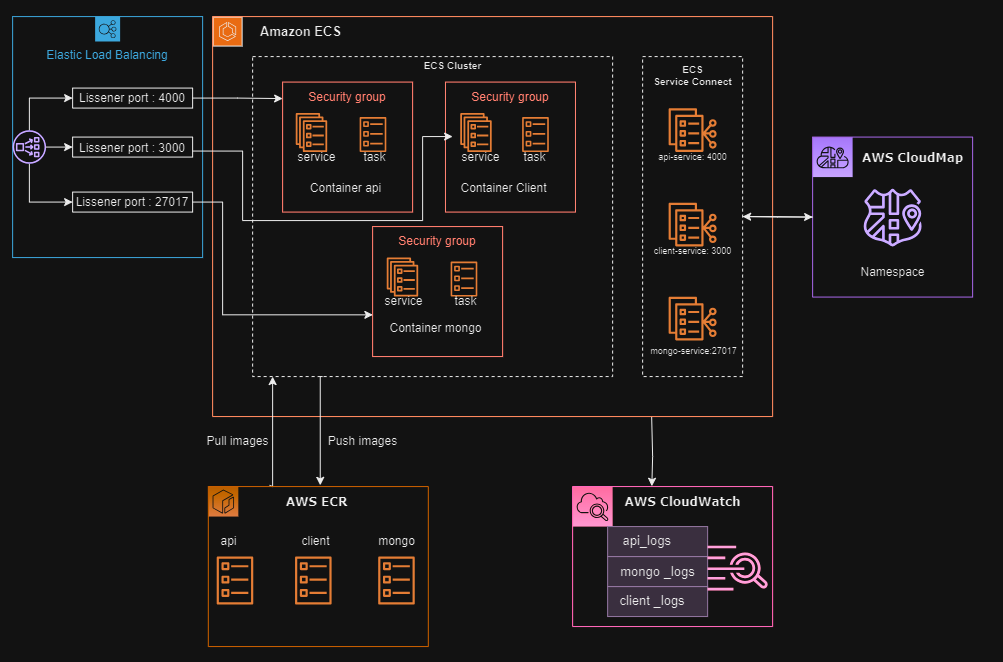 Elastic Load Balancing
Lissener port : 4000
Lissener port : 3000
Lissener port : 27017
Amazon ECS
ECS Cluster
Security group
service
task
Container api
Security group
service
task
Container Client
Security group
service
task
Container mongo
ECS
Service Connect
api-service: 4000
client-service: 3000
mongo-service:27017
AWS CloudMap
Namespace
Pull images
Push images
AWS ECR
api
client
mongo
AWS CloudWatch
api_logs
mongo _logs
client _logs